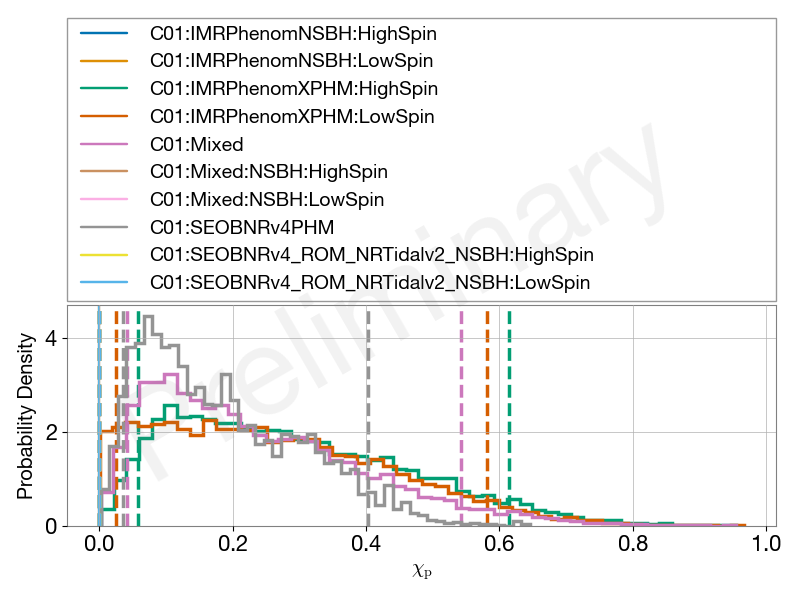 C01:IMRPhenomNSBH:HighSpin
C01:IMRPhenomNSBH:LowSpin
C01:IMRPhenomXPHM:HighSpin
C01:IMRPhenomXPHM:LowSpin
C01:Mixed
C01:Mixed:NSBH:HighSpin
C01:Mixed:NSBH:LowSpin
C01:SEOBNRv4PHM
C01:SEOBNRv4_ROM_NRTidalv2_NSBH:HighSpin
C01:SEOBNRv4_ROM_NRTidalv2_NSBH:LowSpin
Preliminary
Probability Density
4
2
0
0.0 0.2 0.4 0.6 0.8 1.0
χp